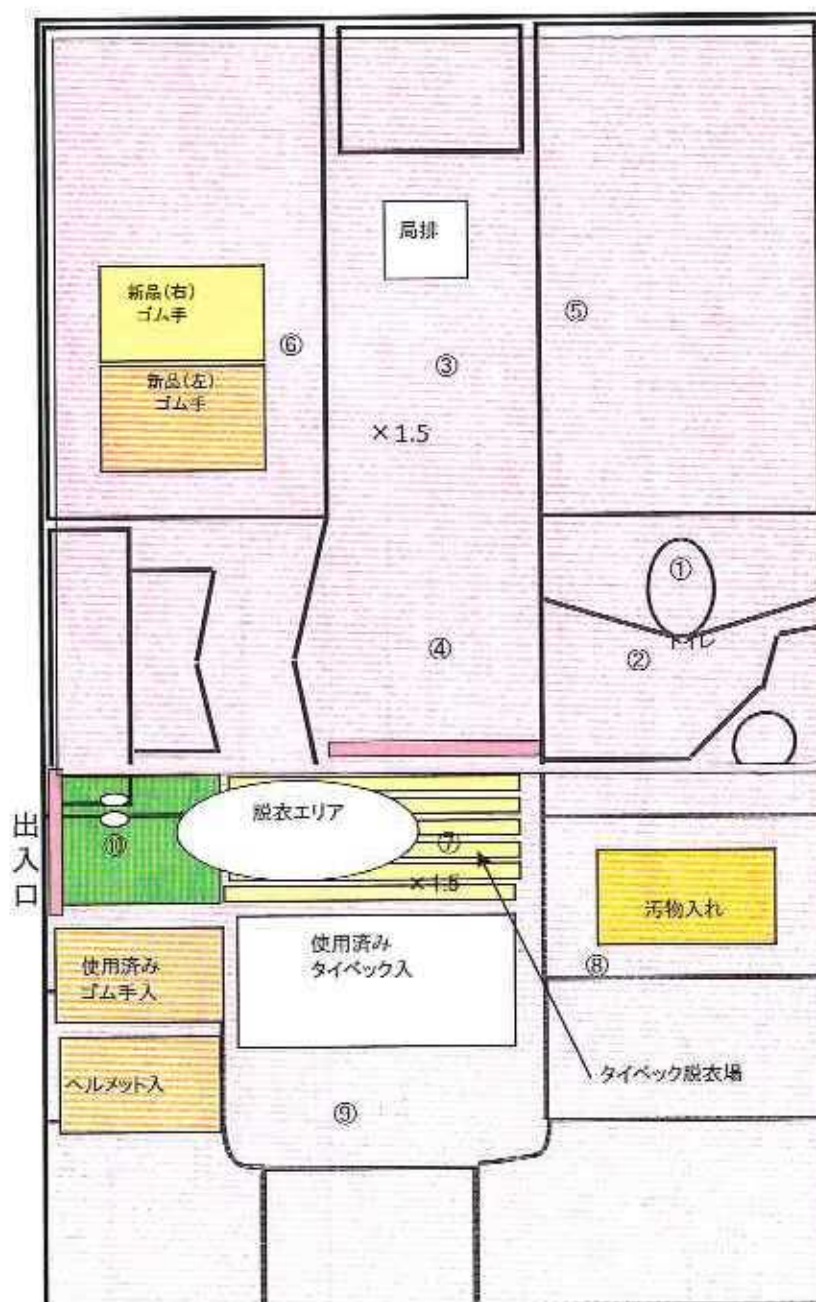 局排
新品(右)
ゴム手
⑥
⑤
③
新品(左)
ゴム手
×1.5
①
④
②
トイレ
出入口
脱衣エリア
⑩
⑦
×1.5
汚物入れ
使用済み
タイベック入
使用済み
ゴム手入
⑧
ヘルメット入
タイベック脱衣場
⑨